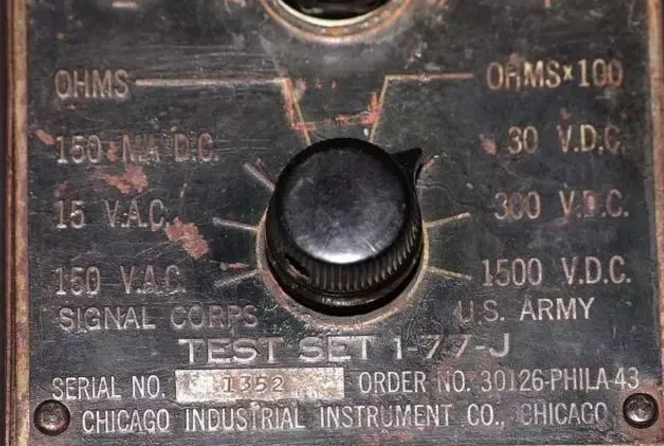 OHMS OHMS×100
150 MA D.C. 30 V.D.C.
15 V.A.C. 300 V.D.C.
150 V.A.C. 1500 V.D.C.
SIGNAL CORPS U.S. ARMY
TEST SET 1-77-J
SERIAL NO. 1352 ORDER NO. 30126-PHILA-43
CHICAGO INDUSTRIAL INSTRUMENT CO., CHICAGO